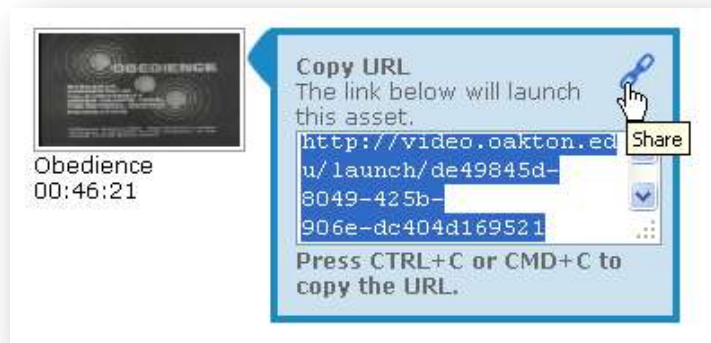 OBEDIENCE
Obedience
00:46:21
Copy URL
The link below will launch
this asset.
http://video.oakton.ed
u/launch/de49845d-
8049-425b-
906e-dc404d169521
Share
Press CTRL+C or CMD+C to
copy the URL.